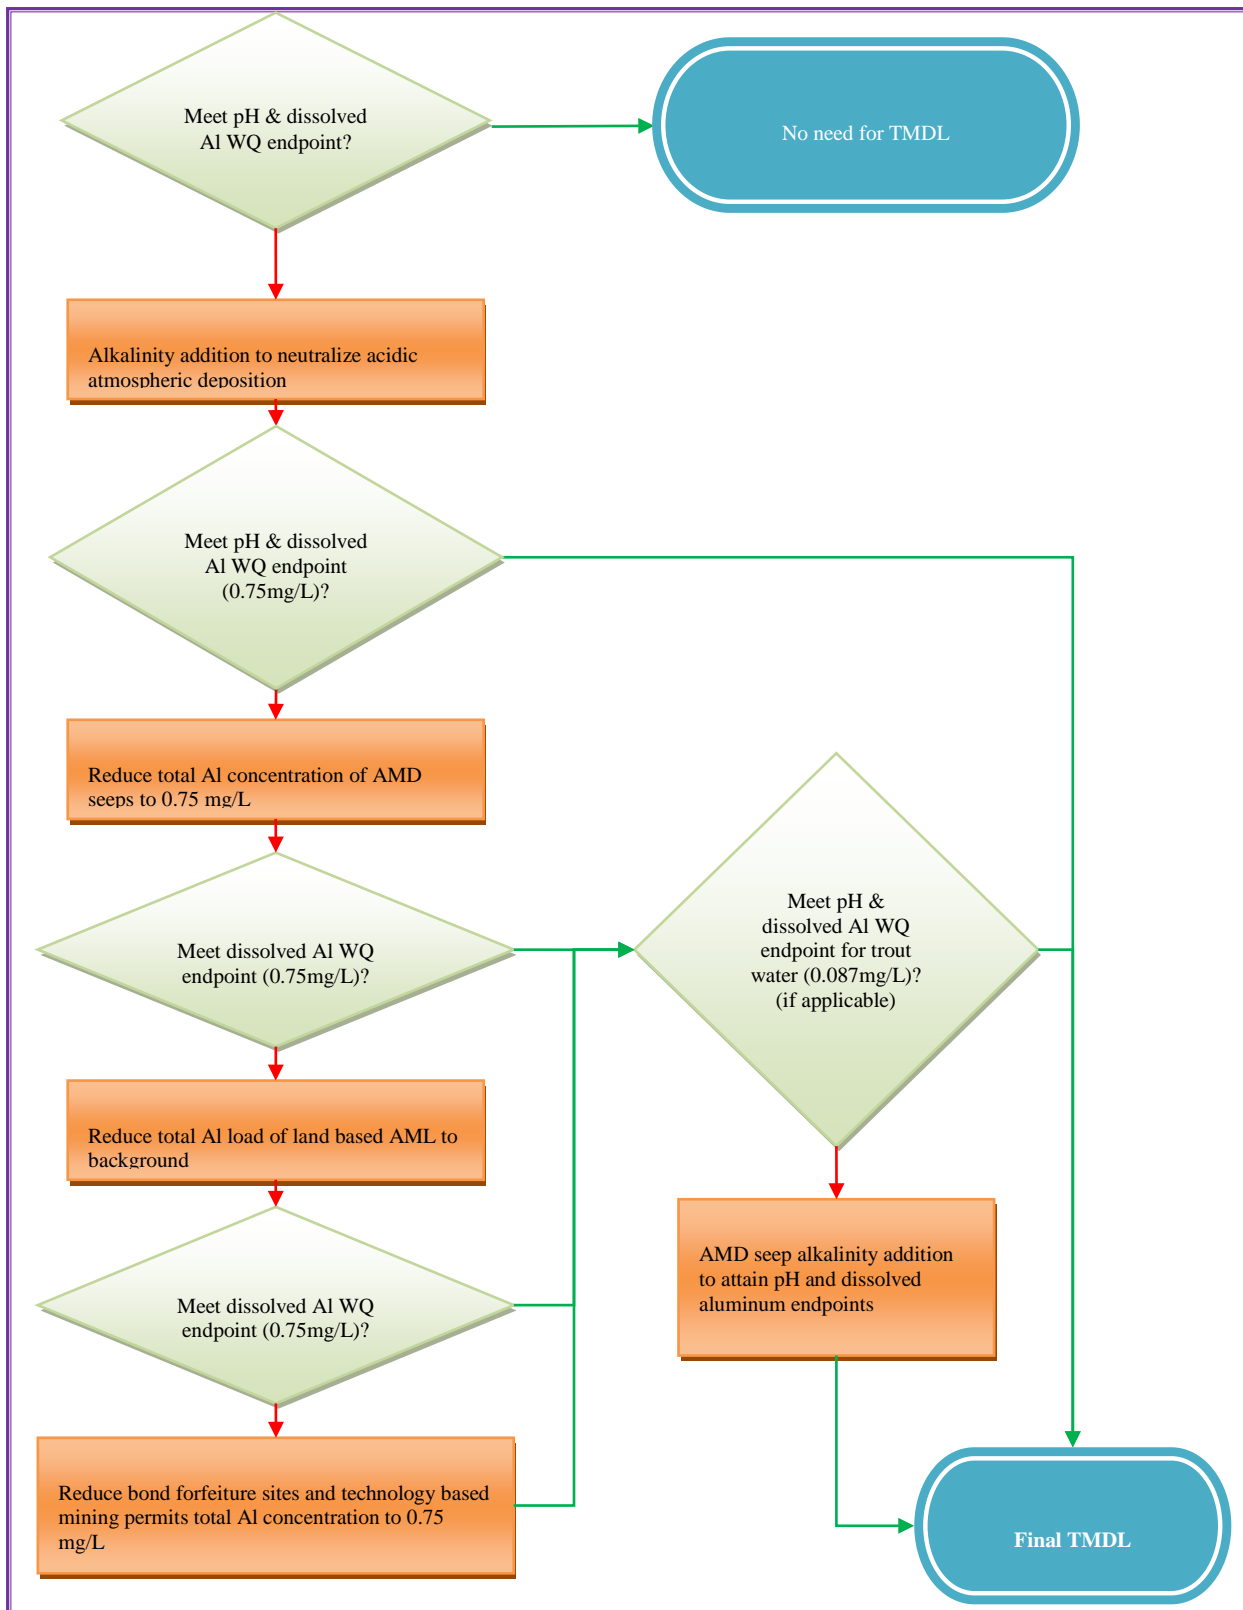 Meet pH & dissolved
Al WQ endpoint?
No need for TMDL
Alkalinity addition to neutralize acidic
atmospheric deposition
Meet pH & dissolved
Al WQ endpoint
(0.75mg/L)?
Reduce total Al concentration of AMD
seeps to 0.75 mg/L
Meet dissolved Al WQ
endpoint (0.75mg/L)?
Meet pH &
dissolved Al WQ
endpoint for trout
water (0.087mg/L)?
(if applicable)
Reduce total Al load of land based AML to
background
AMD seep alkalinity addition
to attain pH and dissolved
aluminum endpoints
Meet dissolved Al WQ
endpoint (0.75mg/L)?
Reduce bond forfeiture sites and technology based
mining permits total Al concentration to 0.75
mg/L
Final TMDL